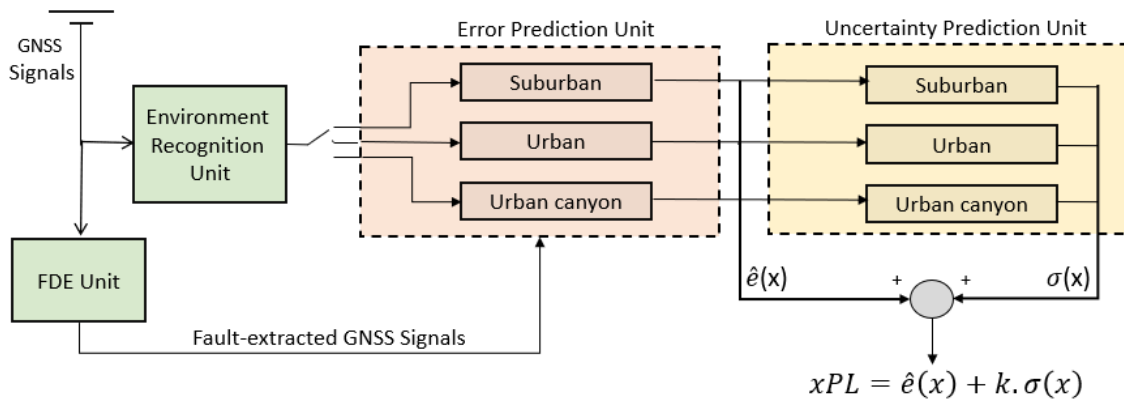 GNSS
Signals
Environment
Recognition
Unit
FDE Unit
Fault-extracted GNSS Signals
Error Prediction Unit
Suburban
Urban
Urban canyon
Uncertainty Prediction Unit
Suburban
Urban
Urban canyon
ê(x)
+
+
σ(x)
xPL = ê(x) + k.σ(x)